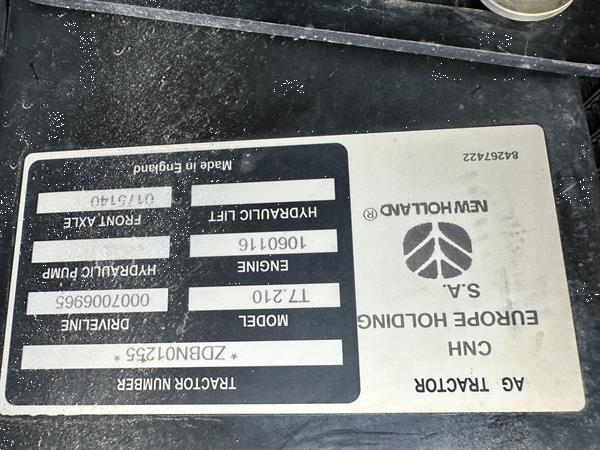 AG TRACTOR
CNH
EUROPE HOLDING
S.A.
NEW HOLLAND ®
84267422
TRACTOR NUMBER
* ZDBN01255 *
MODEL
DRIVELINE
T7.210
0007006965
ENGINE
HYDRAULIC PUMP
1060116
HYDRAULIC LIFT
FRONT AXLE
0175140
Made in England